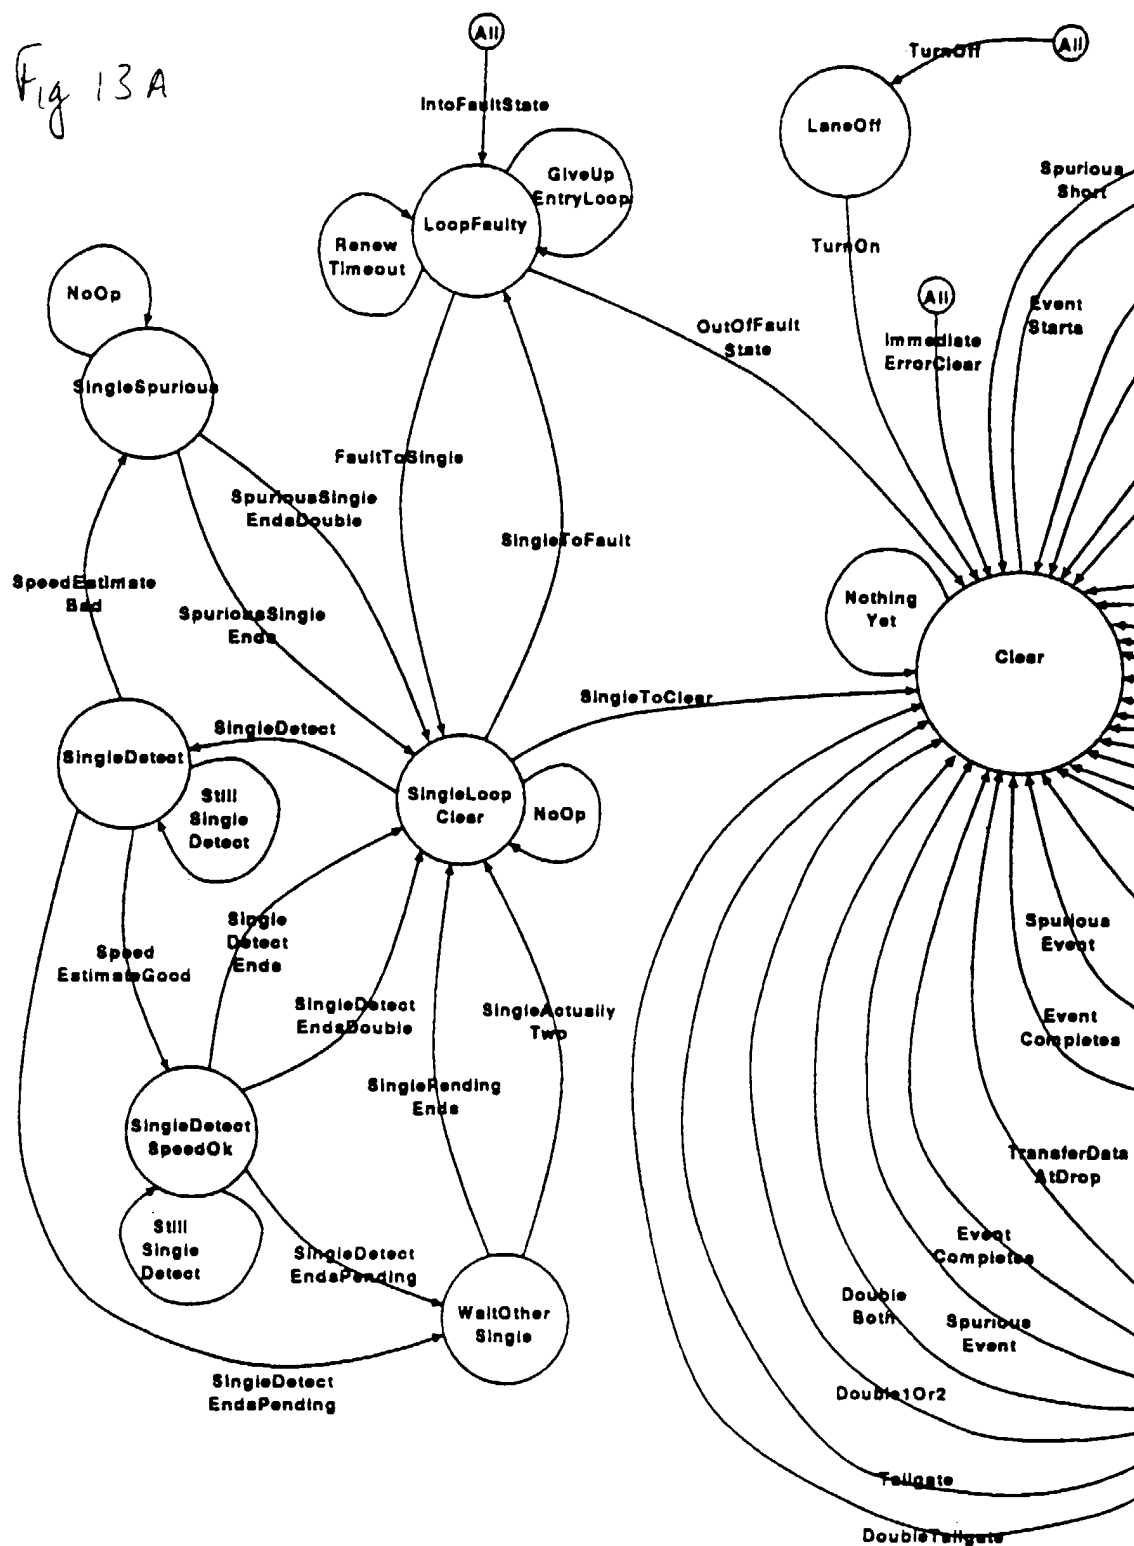 Fig 13A
All
IntoFaultState
GiveUp
EntryLoop
LoopFaulty
Renew
Timeout
All
TurnOff
LaneOff
TurnOn
Spurious
Short
All
Immediate
ErrorClear
Event
Starts
OutOfFault
State
NoOp
SingleSpurious
FaultToSingle
SpuriousSingle
EndsDouble
SingleToFault
SpeedEstimate
Bad
SpuriousSingle
Ends
Nothing
Yet
Clear
SingleToClear
SingleDetect
SingleDetect
Still
Single
Detect
SingleLoop
Clear
NoOp
Single
Detect
Ends
Speed
EstimateGood
SingleDetect
EndsDouble
SingleActually
Two
Spurious
Event
Event
Completes
SinglePending
Ends
SingleDetect
SpeedOk
TransferData
AtDrop
Still
Single
Detect
SingleDetect
EndsPending
Event
Completes
WaitOther
Single
Double
Both
Spurious
Event
SingleDetect
EndsPending
Double1Or2
Tailgate
DoubleTailgate